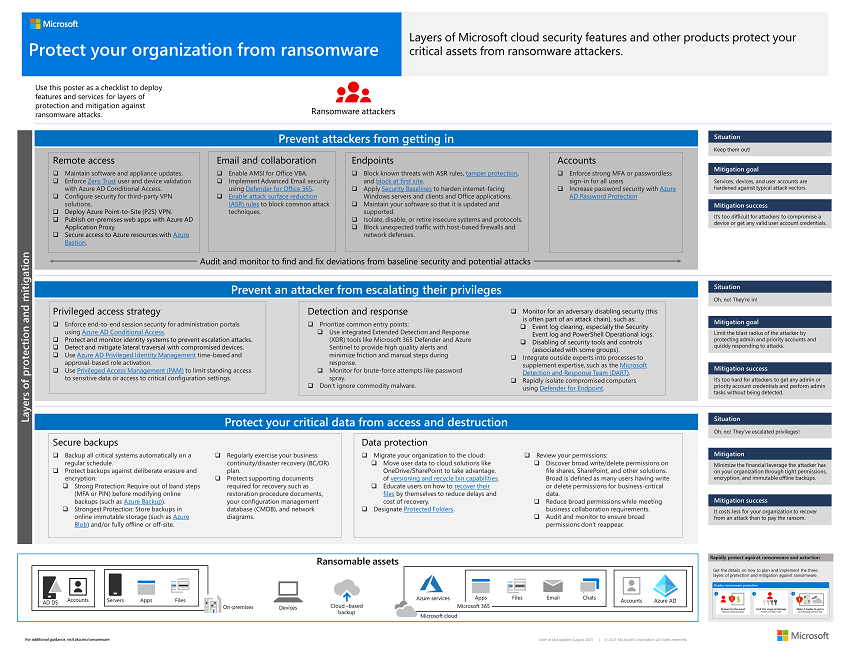 Microsoft
Protect your organization from ransomware
Layers of Microsoft cloud security features and other products protect your
critical assets from ransomware attackers.
Use this poster as a checklist to deploy
features and services for layers of
protection and mitigation against
ransomware attacks.
Ransomware attackers
Layers of protection and mitigation
Prevent attackers from getting in
Remote access
❑ Maintain software and appliance updates.
❑ Enforce Zero Trust user and device validation
with Azure AD Conditional Access.
❑ Configure security for third-party VPN
solutions.
❑ Deploy Azure Point-to-Site (P2S) VPN.
❑ Publish on-premises web apps with Azure AD
Application Proxy.
❑ Secure access to Azure resources with Azure
Bastion.
Email and collaboration
❑ Enable AMSI for Office VBA.
❑ Implement Advanced Email security
using Defender for Office 365.
❑ Enable attack surface reduction
(ASR) rules to block common attack
techniques.
Endpoints
❑ Block known threats with ASR rules, tamper protection,
and block at first site.
❑ Apply Security Baselines to harden internet-facing
Windows servers and clients and Office applications.
❑ Maintain your software so that it is updated and
supported.
❑ Isolate, disable, or retire insecure systems and protocols.
❑ Block unexpected traffic with host-based firewalls and
network defenses.
Accounts
❑ Enforce strong MFA or passwordless
sign-in for all users
❑ Increase password security with Azure
AD Password Protection
Audit and monitor to find and fix deviations from baseline security and potential attacks
Situation
Keep them out!
Mitigation goal
Services, devices, and user accounts are
hardened against typical attack vectors.
Mitigation success
It's too difficult for attackers to compromise a
device or get any valid user account credentials.
Prevent an attacker from escalating their privileges
Privileged access strategy
❑ Enforce end-to-end session security for administration portals
using Azure AD Conditional Access.
❑ Protect and monitor identity systems to prevent escalation attacks.
❑ Detect and mitigate lateral traversal with compromised devices.
❑ Use Azure AD Privileged Identity Management time-based and
approval-based role activation.
❑ Use Privileged Access Management (PAM) to limit standing access
to sensitive data or access to critical configuration settings.
Detection and response
❑ Prioritize common entry points:
❑ Use integrated Extended Detection and Response
(XDR) tools like Microsoft 365 Defender and Azure
Sentinel to provide high quality alerts and
minimize friction and manual steps during
response.
❑ Monitor for brute-force attempts like password
spray.
❑ Don't ignore commodity malware.
❑ Monitor for an adversary disabling security (this
is often part of an attack chain), such as:
❑ Event log clearing, especially the Security
Event log and PowerShell Operational logs.
❑ Disabling of security tools and controls
(associated with some groups).
❑ Integrate outside experts into processes to
supplement expertise, such as the Microsoft
Detection and Response Team (DART).
❑ Rapidly isolate compromised computers
using Defender for Endpoint.
Situation
Oh, no! They're in!
Mitigation goal
Limit the blast radius of the attacker by
protecting admin and priority accounts and
quickly responding to attacks.
Mitigation success
It's too hard for attackers to get any admin or
priority account credentials and perform admin
tasks without being detected.
Protect your critical data from access and destruction
Secure backups
❑ Backup all critical systems automatically on a
regular schedule.
❑ Protect backups against deliberate erasure and
encryption:
❑ Strong Protection: Require out of band steps
(MFA or PIN) before modifying online
backups (such as Azure Backup).
❑ Strongest Protection: Store backups in
online immutable storage (such as Azure
Blob) and/or fully offline or off-site.
❑ Regularly exercise your business
continuity/disaster recovery (BC/DR)
plan.
❑ Protect supporting documents
required for recovery such as
restoration procedure documents,
your configuration management
database (CMDB), and network
diagrams.
Data protection
❑ Migrate your organization to the cloud:
❑ Move user data to cloud solutions like
OneDrive/SharePoint to take advantage.
of versioning and recycle bin capabilities.
❑ Educate users on how to recover their
files by themselves to reduce delays and
cost of recovery.
❑ Designate Protected Folders.
❑ Review your permissions:
❑ Discover broad write/delete permissions on
file shares, SharePoint, and other solutions.
Broad is defined as many users having write
or delete permissions for business-critical
data.
❑ Reduce broad permissions while meeting
business collaboration requirements.
❑ Audit and monitor to ensure broad
permissions don't reappear.
Situation
Oh, no! They've escalated privileges!
Mitigation
Minimize the financial leverage the attacker has
on your organization through tight permissions,
encryption, and immutable offline backups.
Mitigation success
It costs less for your organization to recover
from an attack than to pay the ransom.
Ransomable assets
AD DS
Accounts
Servers
Apps
Files
On-premises
Devices
Cloud-based
backup
Azure services
Apps
Files
Email
Chats
Microsoft 365
Microsoft cloud
Accounts
Azure AD
Rapidly protect against ransomware and extortion
Get the details on how to plan and implement the three
layers of protection and mitigation against ransomware.
For additional guidance, visit aka.ms/ransomware
Date of last update: August 2021 | © 2021 Microsoft Corporation. All rights reserved.
Microsoft